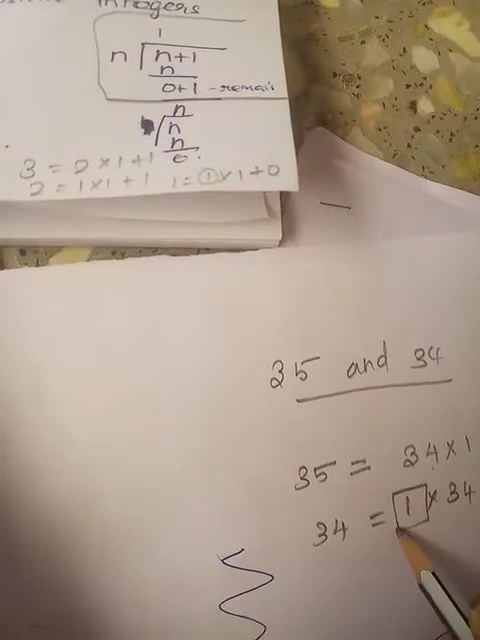 integers
1
n √n+1
n
0+1 - remai
n
√n
n
0
3 = 2 × 1 + 1
2 = 1 × 1 + 1 1 = 1 × 1 + 0
35 and 34
35 = 34 × 1
34 = 1 × 34